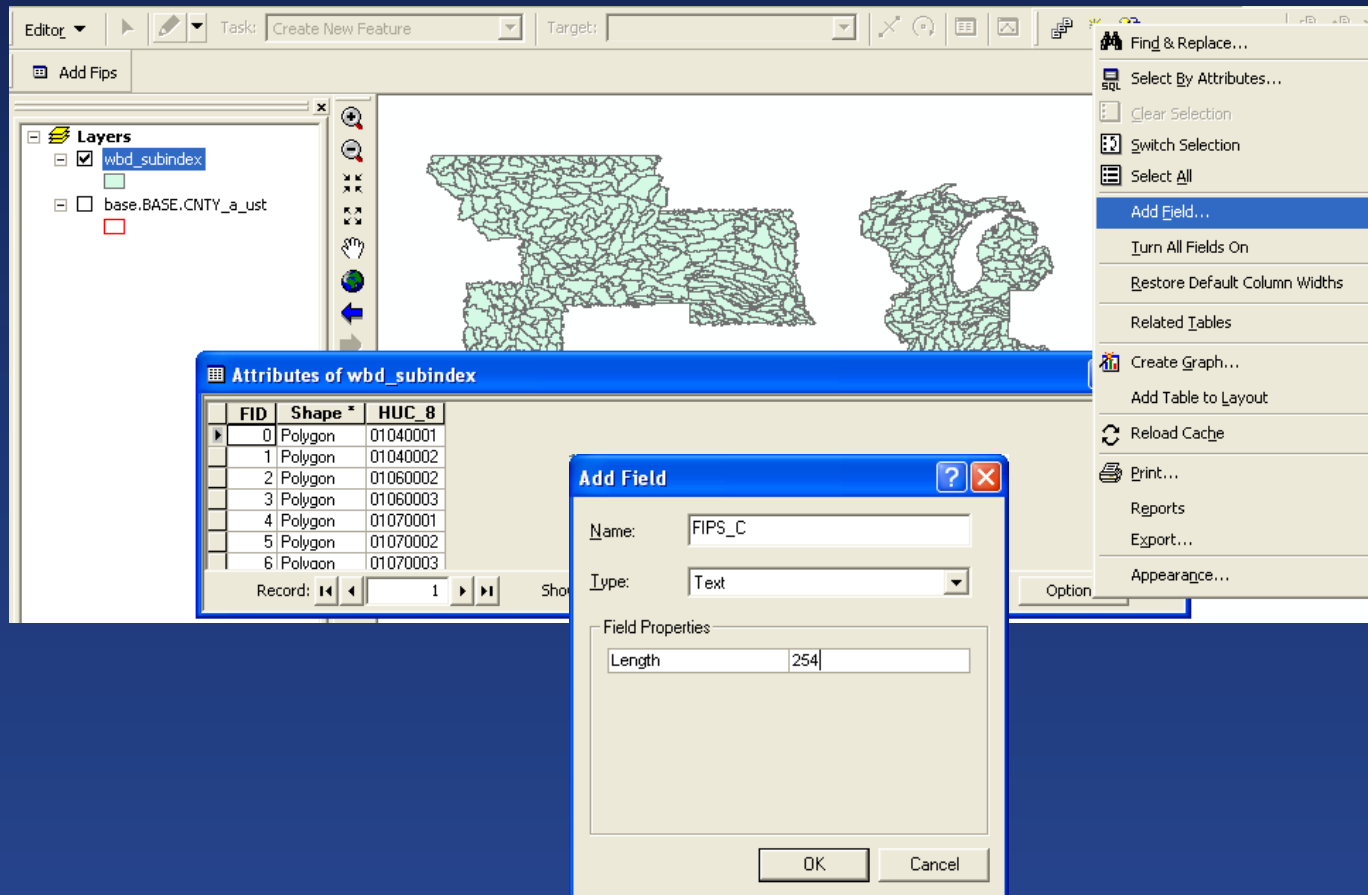 Editor
Task: Create New Feature
Target:
Add Fips
Layers
wbd_subindex
base.BASE.CNTY_a_ust
Find & Replace...
SQL
Select By Attributes...
Clear Selection
Switch Selection
Select All
Add Field...
Turn All Fields On
Restore Default Column Widths
Related Tables
Create Graph...
Add Table to Layout
Reload Cache
Print...
Reports
Export...
Appearance...
Attributes of wbd_subindex
FID Shape * HUC_8
0 Polygon 01040001
1 Polygon 01040002
2 Polygon 01060002
3 Polygon 01060003
4 Polygon 01070001
5 Polygon 01070002
6 Polygon 01070003
Record: 1
Option
Add Field
Name: FIPS_C
Type: Text
Field Properties
Length 254
OK Cancel